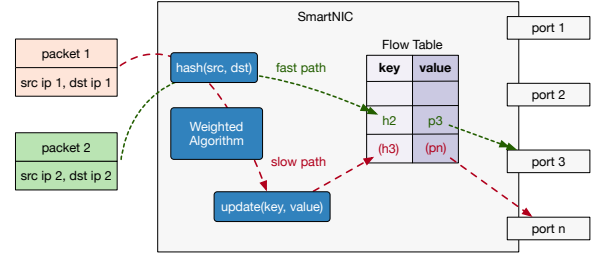 SmartNIC
port 1
packet 1
src ip 1, dst ip 1
hash(src, dst)
fast path
Flow Table
key value
port 2
h2 p3
Weighted
Algorithm
packet 2
src ip 2, dst ip 2
slow path
(h3) (pn)
port 3
update(key, value)
port n